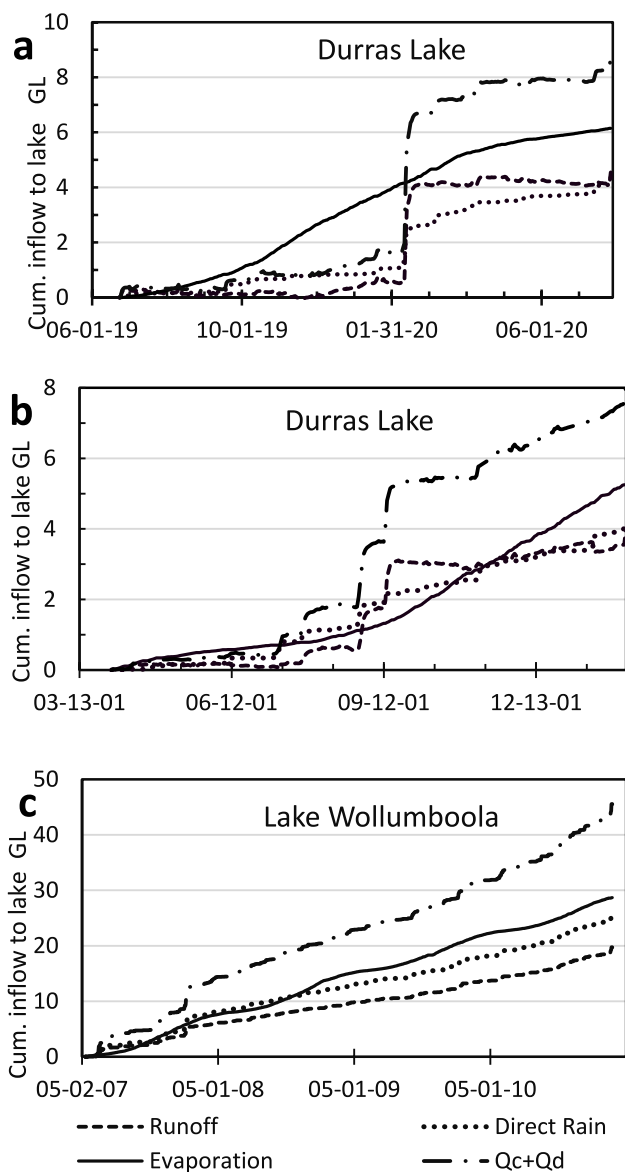 a
Durras Lake
Cum. inflow to lake GL
10
8
6
4
2
0
06-01-19 10-01-19 01-31-20 06-01-20
b
Durras Lake
Cum. inflow to lake GL
8
6
4
2
0
03-13-01 06-12-01 09-12-01 12-13-01
c
Lake Wollumboola
Cum. inflow to lake GL
50
40
30
20
10
0
05-02-07 05-01-08 05-01-09 05-01-10
Runoff Direct Rain
Evaporation Qc+Qd